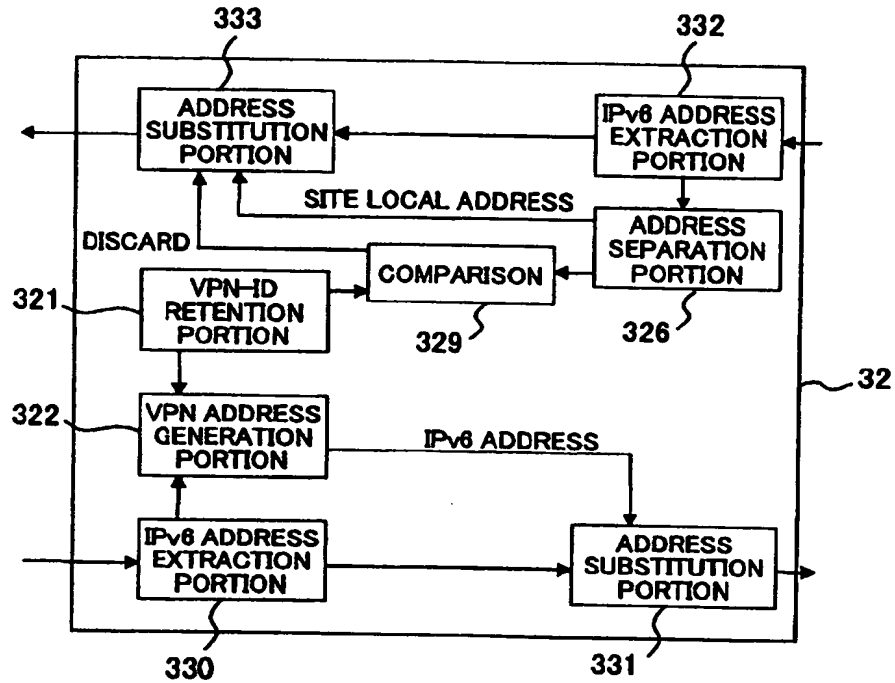 333
332
ADDRESS
SUBSTITUTION
PORTION
IPv6 ADDRESS
EXTRACTION
PORTION
SITE LOCAL ADDRESS
ADDRESS
SEPARATION
PORTION
DISCARD
COMPARISON
321
VPN-ID
RETENTION
PORTION
329
326
32
322
VPN ADDRESS
GENERATION
PORTION
IPv6 ADDRESS
IPv6 ADDRESS
EXTRACTION
PORTION
ADDRESS
SUBSTITUTION
PORTION
330
331